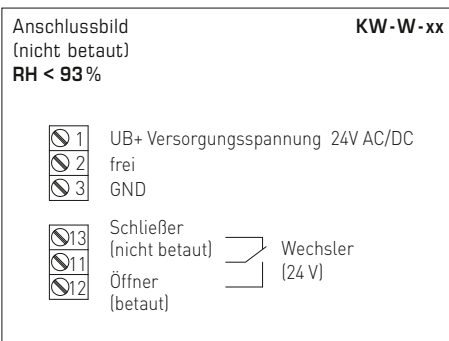 Anschlussbild KW-W-xx
(nicht betaut)
RH < 93 %
1 UB+ Versorgungsspannung 24V AC/DC
2 frei
3 GND
13 Schließer
(nicht betaut)
11
12 Öffner
(betaut)
Wechsler
(24 V)